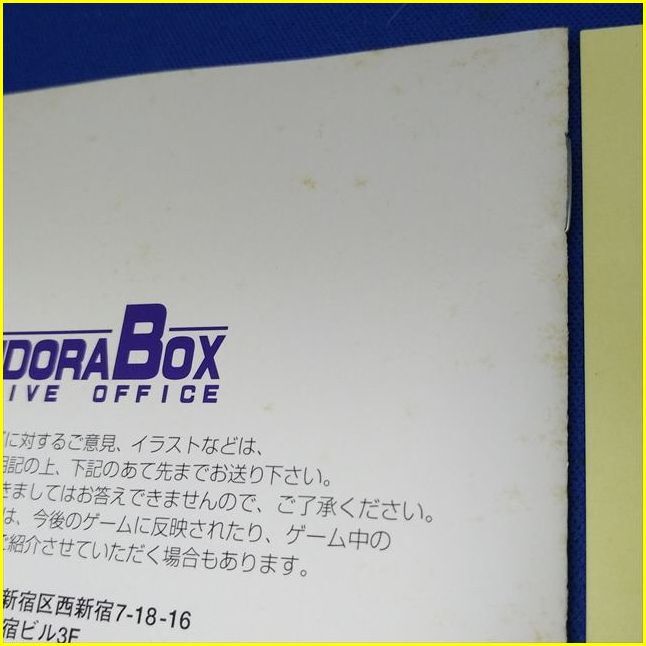 NDORABOX
IVE OFFICE
に対するご意見、イラストなどは、
記の上、下記のあて先までお送り下さい。
きましてはお答えできませんので、ご了承ください。
は、今後のゲームに反映されたり、ゲーム中の
ご紹介させていただく場合もあります。
新宿区西新宿7-18-16
宿ビル3F